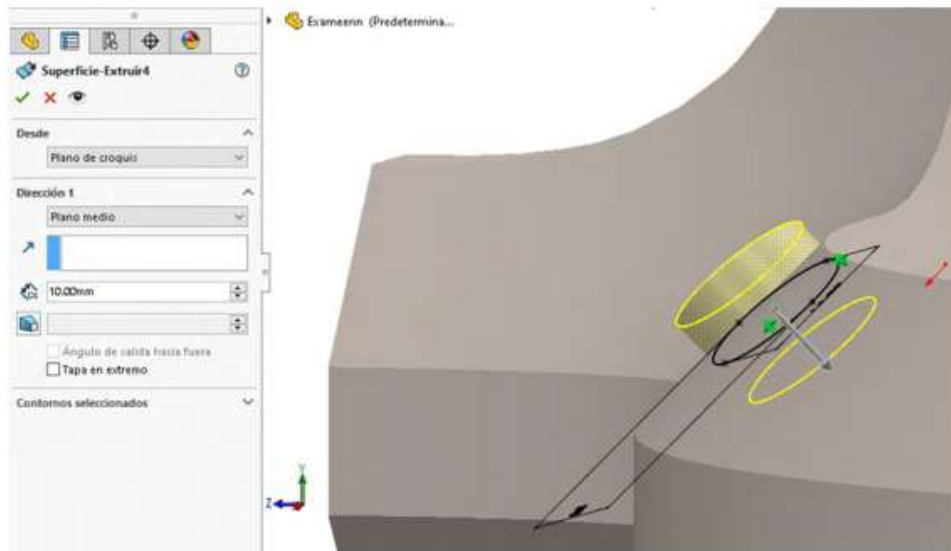 Exameenn (Predetermina...
Superficie-Extruir4
Desde
Plano de croquis
Dirección 1
Plano medio
10.00mm
Ángulo de salida hacia fuera
Tapa en extremo
Contornos seleccionados
Y
Z